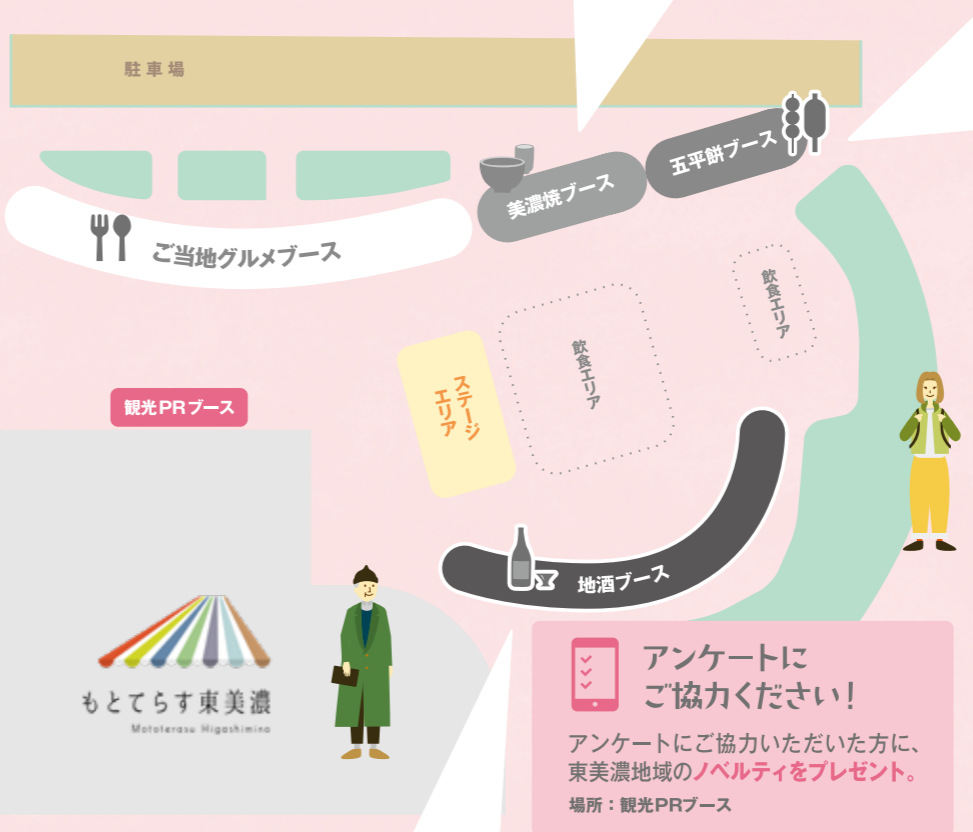 駐車場
五平餅ブース
美濃焼ブース
ご当地グルメブース
飲食エリア
飲食エリア
ステージ
エリア
観光PRブース
地酒ブース
もとてらす東美濃
Mototerasu Higashimino
アンケートに
ご協力ください！
アンケートにご協力いただいた方に、
東美濃地域のノベルティをプレゼント。
場所：観光PRブース